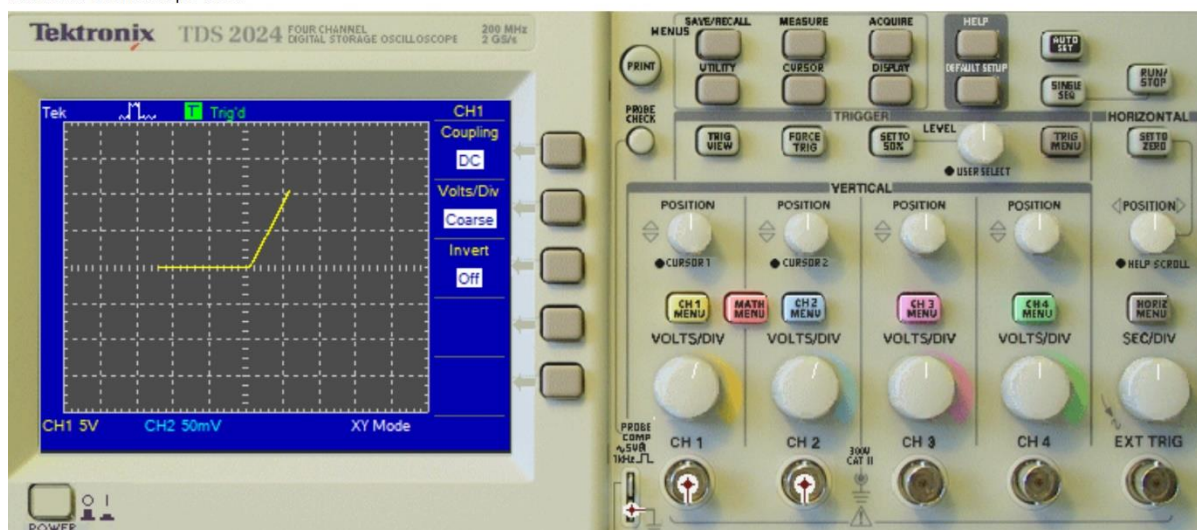 Tektronix TDS 2024 FOUR CHANNEL DIGITAL STORAGE OSCILLOSCOPE 200 MHz 2 GS/s
Tek T Trig'd CH1
Coupling
DC
Volts/Div
Coarse
Invert
Off
CH1 5V CH2 50mV XY Mode
POWER
MENUS
SAVE/RECALL MEASURE ACQUIRE HELP
PRINT
AUTO SET
UTILITY CURSOR DISPLAY DEFAULT SETUP
SINGLE SEQ
RUN/STOP
PROBE CHECK
TRIGGER
HORIZONTAL
TRIG VIEW
FORCE TRIG
SET TO 50%
LEVEL
USER SELECT
TRIG MENU
SET TO ZERO
VERTICAL
POSITION POSITION POSITION POSITION POSITION
CURSOR 1 CURSOR 2 HELP SCROLL
CH 1 MENU
MATH MENU
CH 2 MENU
CH 3 MENU
CH 4 MENU
HORIZ MENU
VOLTS/DIV VOLTS/DIV VOLTS/DIV VOLTS/DIV SEC/DIV
PROBE COMP
~5V@
1kHz
CH 1 CH 2 CH 3 CH 4 EXT TRIG
300V
CAT II